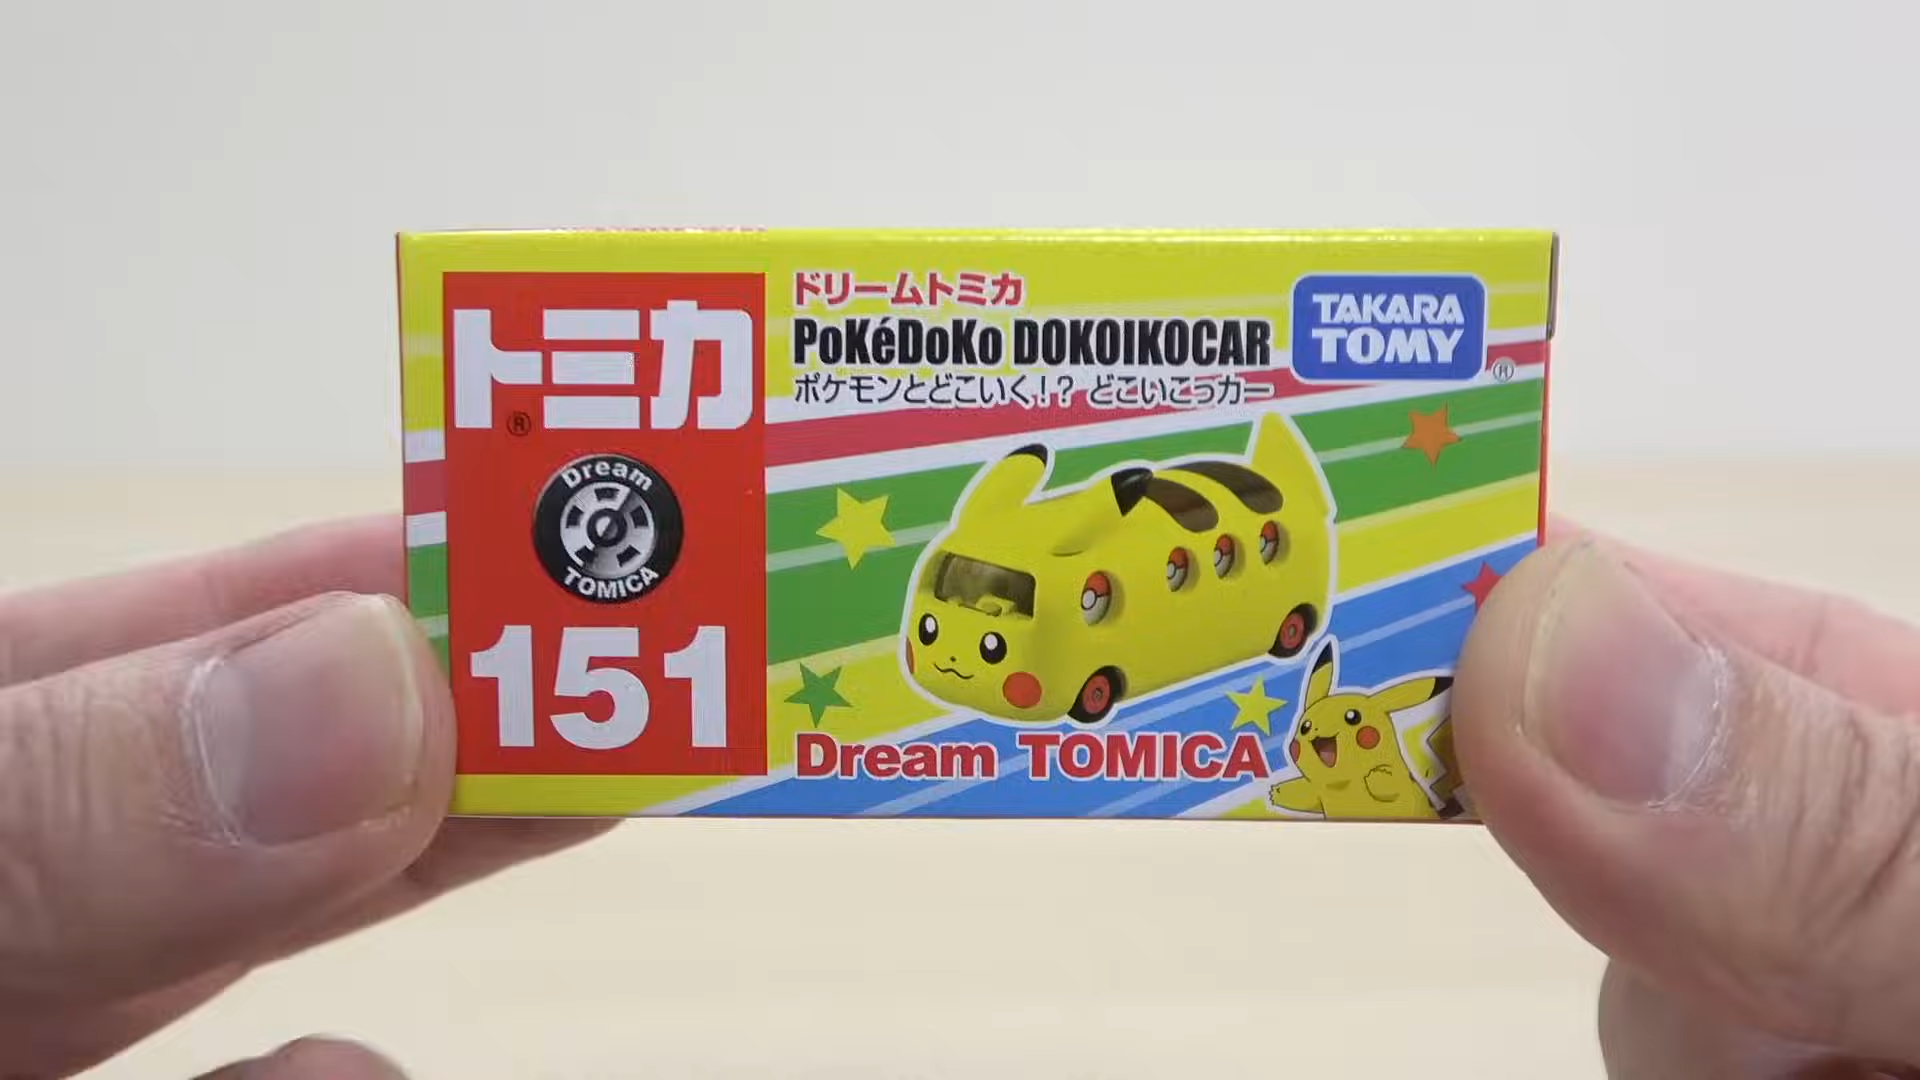 トミカ
®
Dream
TOMICA
151
ドリームトミカ
PoKéDoKo DOKOIKOCAR
ポケモンとどこいく!? どこいこっカー
TAKARA
TOMY
®
Dream TOMICA